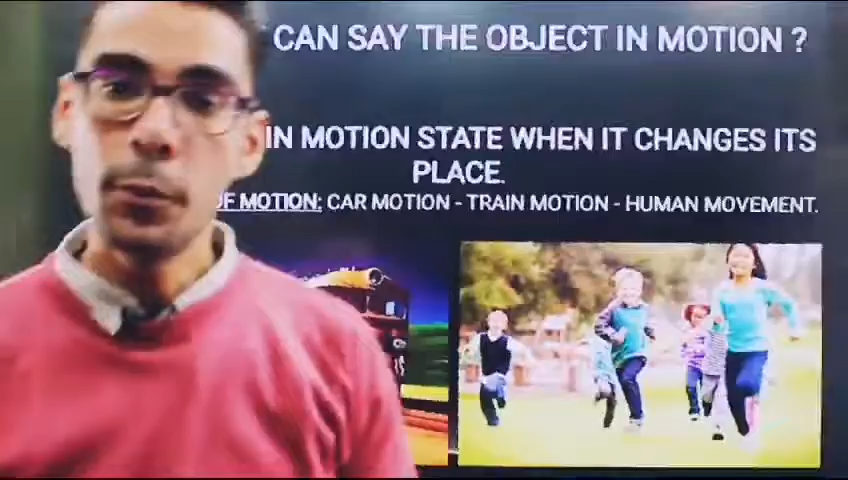 CAN SAY THE OBJECT IN MOTION ?
IN MOTION STATE WHEN IT CHANGES ITS
PLACE.
OF MOTION: CAR MOTION - TRAIN MOTION - HUMAN MOVEMENT.